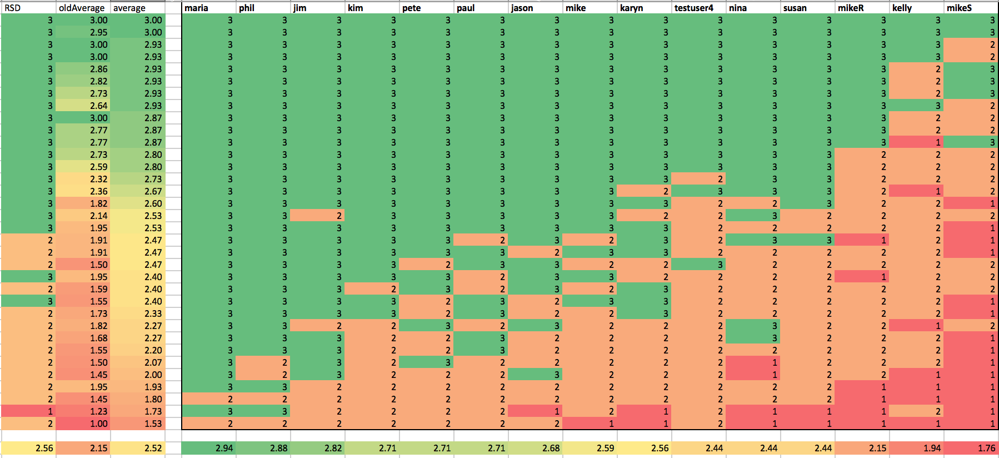 RSD oldAverage average maria phil jim kim pete paul jason mike karyn testuser4 nina susan mikeR kelly mikeS
3 3.00 3.00 3 3 3 3 3 3 3 3 3 3 3 3 3 3 3
3 2.95 3.00 3 3 3 3 3 3 3 3 3 3 3 3 3 3 3
3 3.00 2.93 3 3 3 3 3 3 3 3 3 3 3 3 3 3 2
3 3.00 2.93 3 3 3 3 3 3 3 3 3 3 3 3 3 3 2
3 2.86 2.93 3 3 3 3 3 3 3 3 3 3 3 3 3 2 3
3 2.82 2.93 3 3 3 3 3 3 3 3 3 3 3 3 3 2 3
3 2.73 2.93 3 3 3 3 3 3 3 3 3 3 3 3 3 2 3
3 2.64 2.93 3 3 3 3 3 3 3 3 3 3 3 3 3 3 2
3 3.00 2.87 3 3 3 3 3 3 3 3 3 3 3 3 3 2 2
3 2.77 2.87 3 3 3 3 3 3 3 3 3 3 3 3 3 2 2
3 2.77 2.87 3 3 3 3 3 3 3 3 3 3 3 3 3 1 3
3 2.73 2.80 3 3 3 3 3 3 3 3 3 3 3 3 2 2 2
3 2.59 2.80 3 3 3 3 3 3 3 3 3 3 3 3 2 2 2
3 2.32 2.73 3 3 3 3 3 3 3 3 3 2 3 3 2 2 2
3 2.36 2.67 3 3 3 3 3 3 3 3 2 3 3 3 2 1 2
3 1.82 2.60 3 3 3 3 3 3 3 3 3 2 2 3 2 2 1
3 2.14 2.53 3 3 2 3 3 3 3 3 2 2 3 2 2 2 2
3 1.95 2.53 3 3 3 3 3 3 3 3 3 2 2 2 2 2 1
2 1.91 2.47 3 3 3 3 3 2 3 2 3 2 3 3 1 2 1
2 1.91 2.47 3 3 3 3 3 3 2 3 3 2 2 2 2 2 1
2 1.50 2.47 3 3 3 3 2 3 3 2 2 3 2 2 2 2 2
3 1.95 2.40 3 3 3 3 3 2 3 3 2 2 2 2 1 2 2
2 1.59 2.40 3 3 3 2 3 2 3 2 3 2 2 2 2 2 2
3 1.55 2.40 3 3 3 3 2 3 2 3 3 2 2 2 2 2 1
2 1.73 2.33 3 3 3 3 2 3 2 2 3 2 2 2 2 2 1
2 1.82 2.27 3 3 2 2 3 2 3 2 2 2 3 2 2 1 2
2 1.68 2.27 3 3 3 2 2 3 2 2 2 2 3 2 2 2 1
2 1.55 2.20 3 3 3 2 2 3 2 2 2 2 2 2 2 2 1
2 1.50 2.07 3 2 3 2 3 2 2 2 2 2 1 2 2 2 1
2 1.45 2.00 3 2 3 2 2 2 3 2 2 2 1 2 2 1 1
2 1.95 1.93 3 3 2 2 2 2 2 2 2 2 2 2 1 1 1
2 1.45 1.80 2 2 2 2 2 2 2 2 2 2 2 2 1 1 1
1 1.23 1.73 3 3 2 2 2 2 1 2 1 2 1 1 1 2 1
2 1.00 1.53 2 2 2 2 2 2 2 1 1 2 1 1 1 1 1
2.56 2.15 2.52 2.94 2.88 2.82 2.71 2.71 2.71 2.68 2.59 2.56 2.44 2.44 2.44 2.15 1.94 1.76